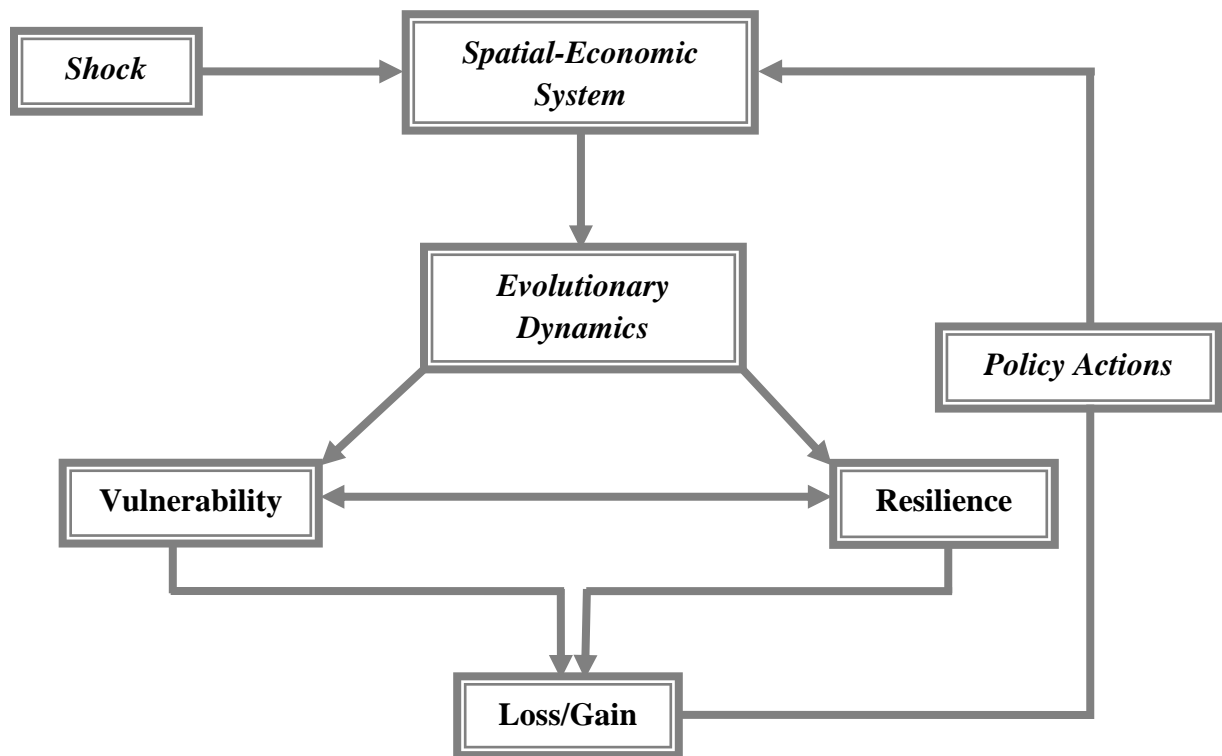 Shock
Spatial-Economic
System
Evolutionary
Dynamics
Policy Actions
Vulnerability
Resilience
Loss/Gain